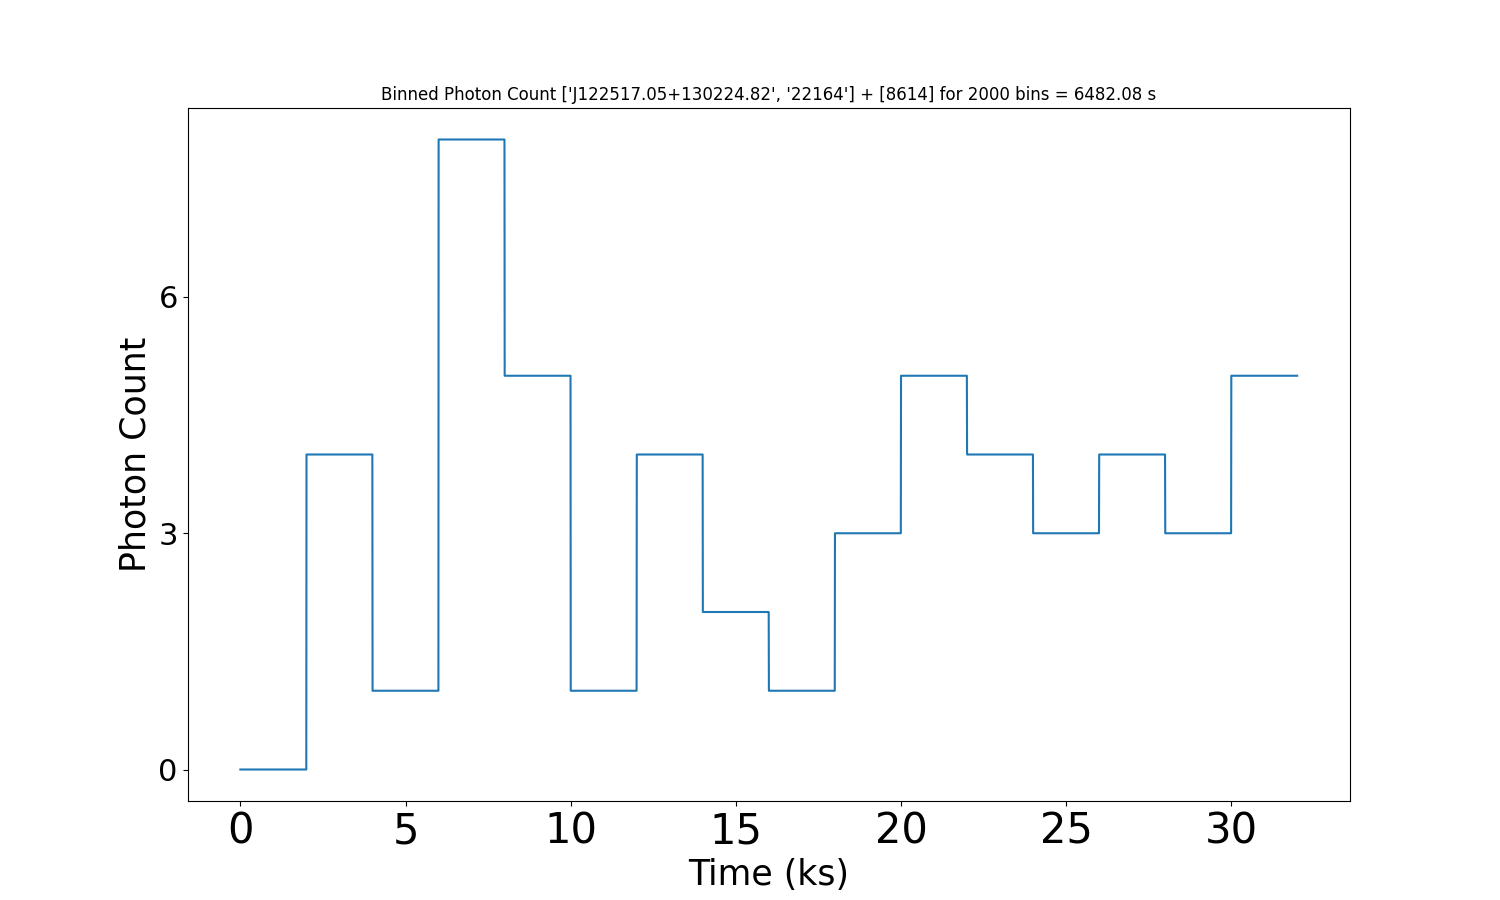 Binned Photon Count ['J122517.05+130224.82', '22164'] + [8614] for 2000 bins = 6482.08 s
Photon Count
6
3
0
0 5 10 15 20 25 30
Time (ks)